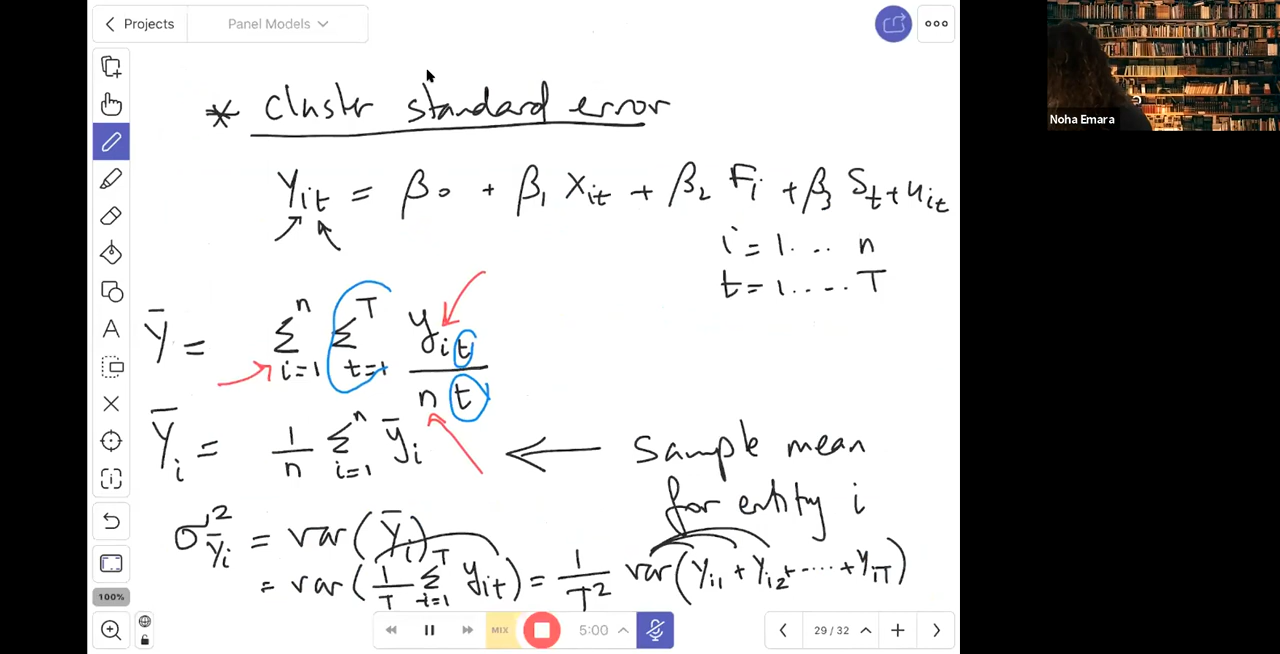 Projects
Panel Models
Noha Emara
* Cluster standard error
Yit = β0 + β1 Xit + β2 Fi + β3 St + uit
i = 1 .... n
t = 1 .... T
Ȳ = Σ_{i=1}^{n} Σ_{t=1}^{T} yit / n t
Ȳi = 1/n Σ_{i=1}^{n} ȳi ← Sample mean
for entity i
σ²_{Ȳi} = var(Ȳi)
= var(1/T Σ_{t=1}^{T} yit) = 1/T² var(yi1 + yi2 + .... + yiT)
100%
MIX
5:00
29 / 32